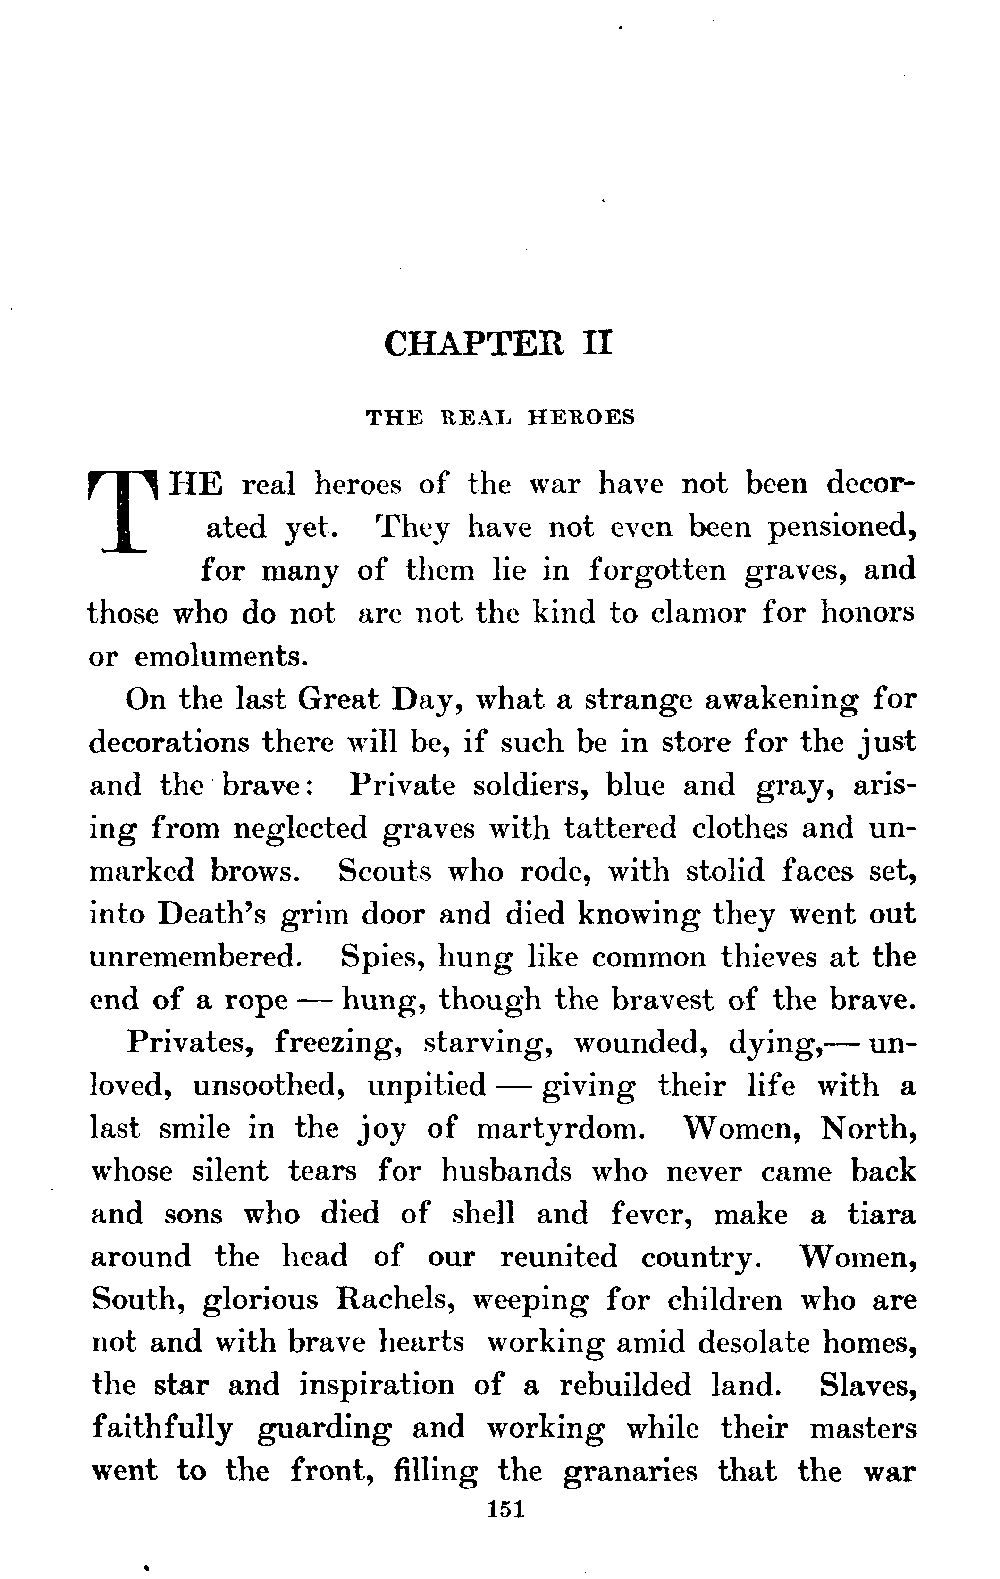 CHAPTER II
THE REAL HEROES
THE real heroes of the war have not been decor-
ated yet. They have not even been pensioned,
for many of them lie in forgotten graves, and
those who do not are not the kind to clamor for honors
or emoluments.
On the last Great Day, what a strange awakening for
decorations there will be, if such be in store for the just
and the brave: Private soldiers, blue and gray, aris-
ing from neglected graves with tattered clothes and un-
marked brows. Scouts who rode, with stolid faces set,
into Death's grim door and died knowing they went out
unremembered. Spies, hung like common thieves at the
end of a rope — hung, though the bravest of the brave.
Privates, freezing, starving, wounded, dying,— un-
loved, unsoothed, unpitied — giving their life with a
last smile in the joy of martyrdom. Women, North,
whose silent tears for husbands who never came back
and sons who died of shell and fever, make a tiara
around the head of our reunited country. Women,
South, glorious Rachels, weeping for children who are
not and with brave hearts working amid desolate homes,
the star and inspiration of a rebuilded land. Slaves,
faithfully guarding and working while their masters
went to the front, filling the granaries that the war
151